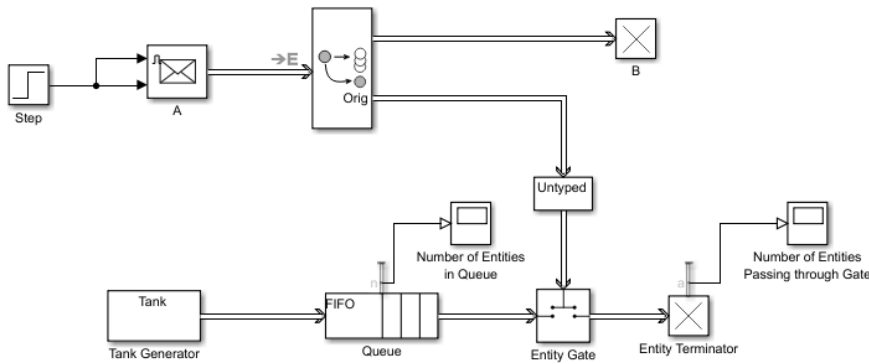 ➔E
Orig
B
Step
A
Untyped
Number of Entities
in Queue
Number of Entities
Passing through Gate
n
a
Tank
FIFO
Tank Generator
Queue
Entity Gate
Entity Terminator